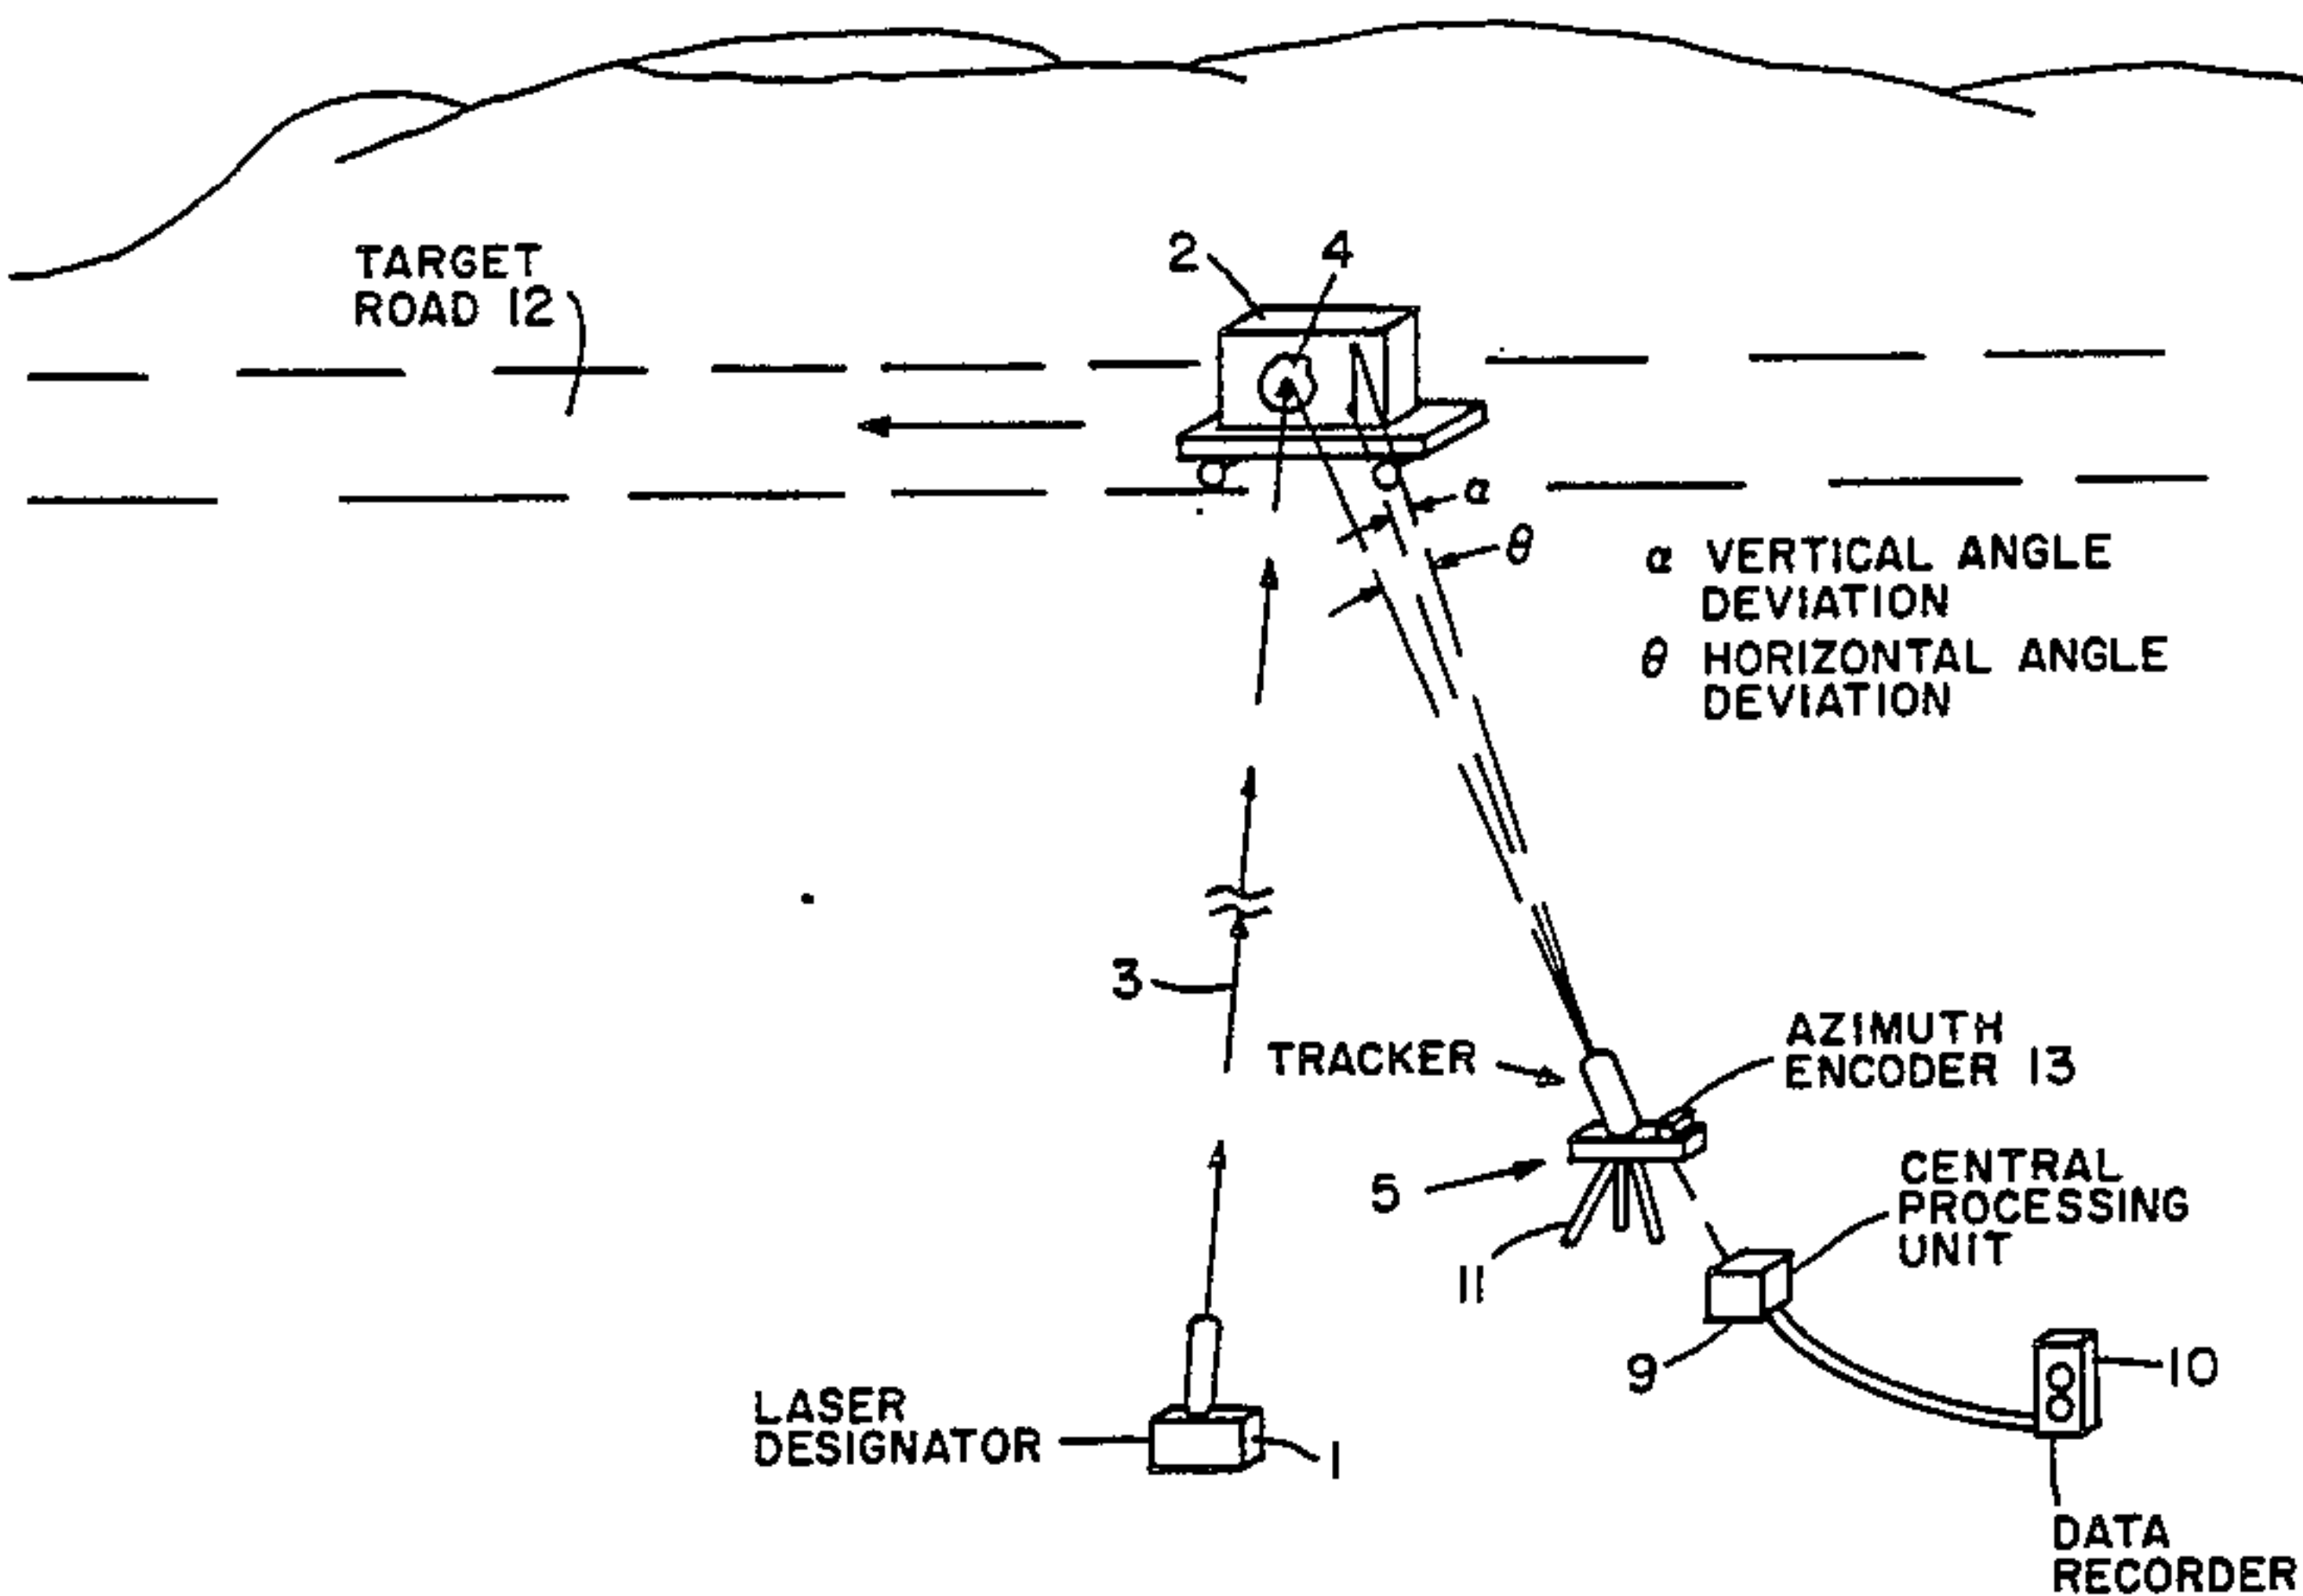 TARGET
ROAD 12
2
4
α
θ
α VERTICAL ANGLE
DEVIATION
θ HORIZONTAL ANGLE
DEVIATION
3
TRACKER
AZIMUTH
ENCODER 13
5
CENTRAL
PROCESSING
UNIT
11
9
10
LASER
DESIGNATOR
1
DATA
RECORDER